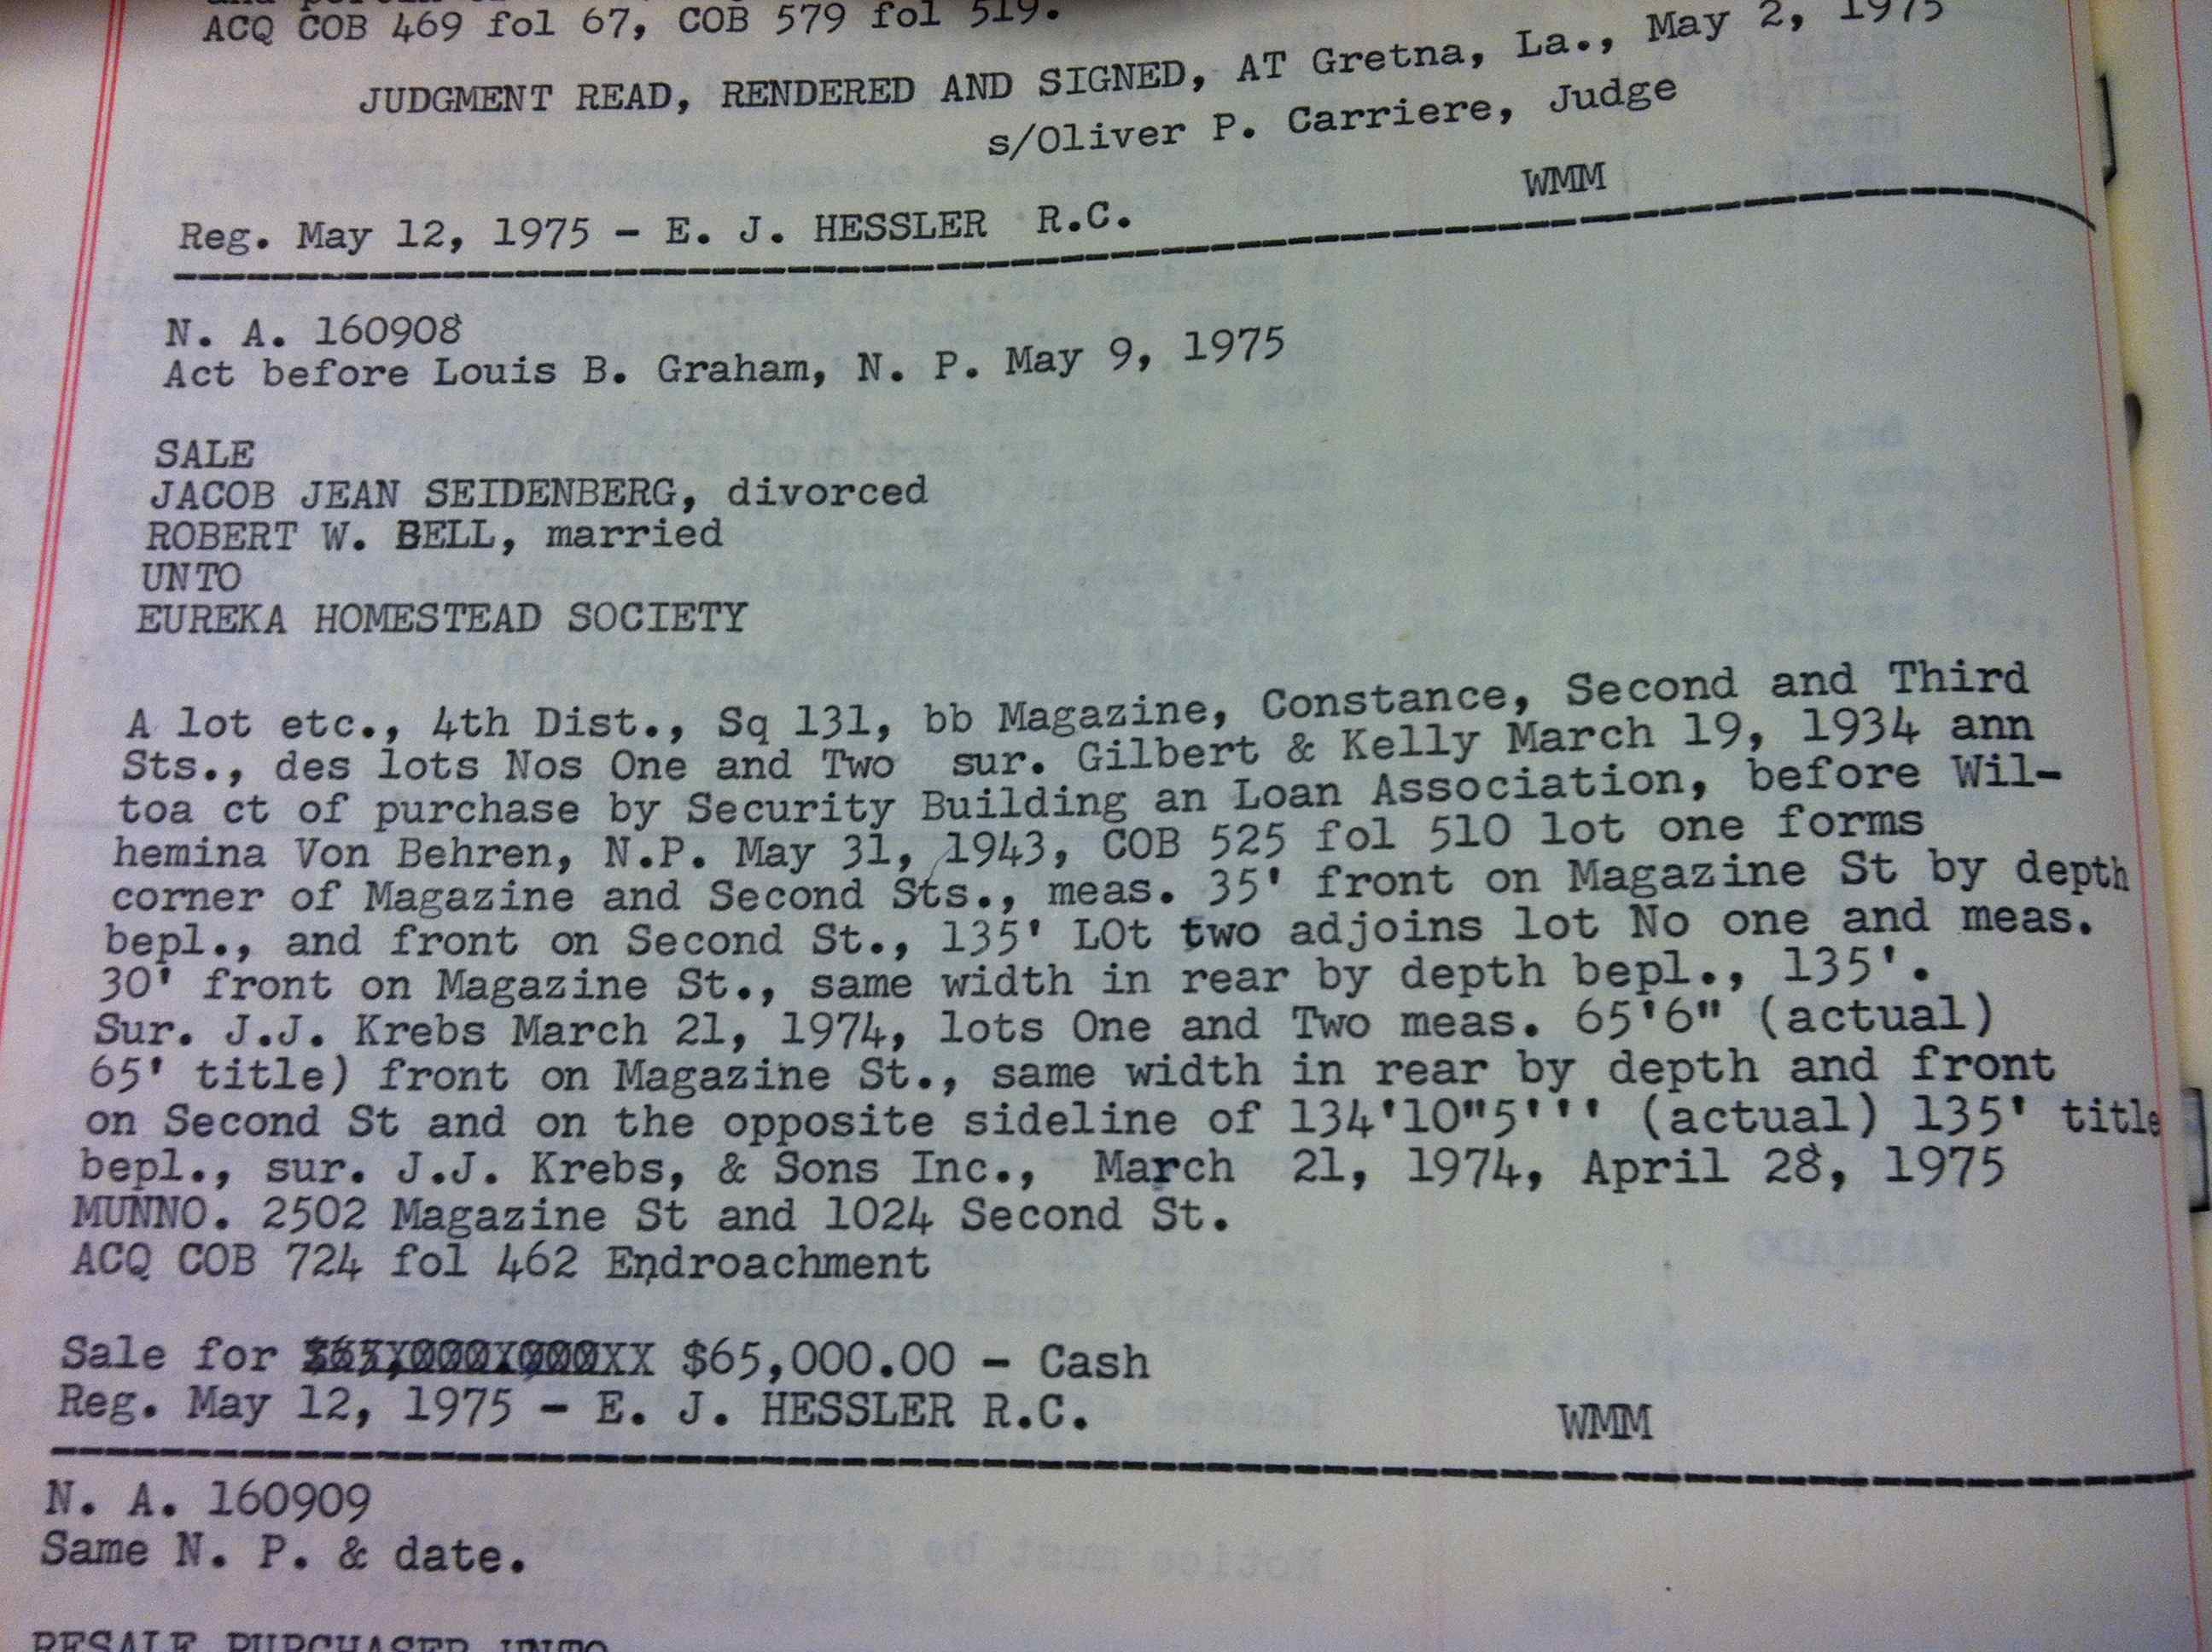 ACQ COB 469 fol 67, COB 579 fol 519.
JUDGMENT READ, RENDERED AND SIGNED, AT Gretna, La., May 2, 1975
s/Oliver P. Carriere, Judge
WMM
Reg. May 12, 1975 - E. J. HESSLER R.C.
N. A. 160908
Act before Louis B. Graham, N. P. May 9, 1975
SALE
JACOB JEAN SEIDENBERG, divorced
ROBERT W. BELL, married
UNTO
EUREKA HOMESTEAD SOCIETY
A lot etc., 4th Dist., Sq 131, bb Magazine, Constance, Second and Third
Sts., des lots Nos One and Two sur. Gilbert & Kelly March 19, 1934 ann
toa ct of purchase by Security Building an Loan Association, before Wil-
hemina Von Behren, N.P. May 31, 1943, COB 525 fol 510 lot one forms
corner of Magazine and Second Sts., meas. 35' front on Magazine St by depth
bepl., and front on Second St., 135' LOt two adjoins lot No one and meas.
30' front on Magazine St., same width in rear by depth bepl., 135'.
Sur. J.J. Krebs March 21, 1974, lots One and Two meas. 65'6" (actual)
65' title) front on Magazine St., same width in rear by depth and front
on Second St and on the opposite sideline of 134'10"5''' (actual) 135' title
bepl., sur. J.J. Krebs, & Sons Inc., March 21, 1974, April 28, 1975
MUNNO. 2502 Magazine St and 1024 Second St.
ACQ COB 724 fol 462 Endroachment
Sale for $65,000.00 - Cash
Reg. May 12, 1975 - E. J. HESSLER R.C.
WMM
N. A. 160909
Same N. P. & date.
RESALE PURCHASER UNTO